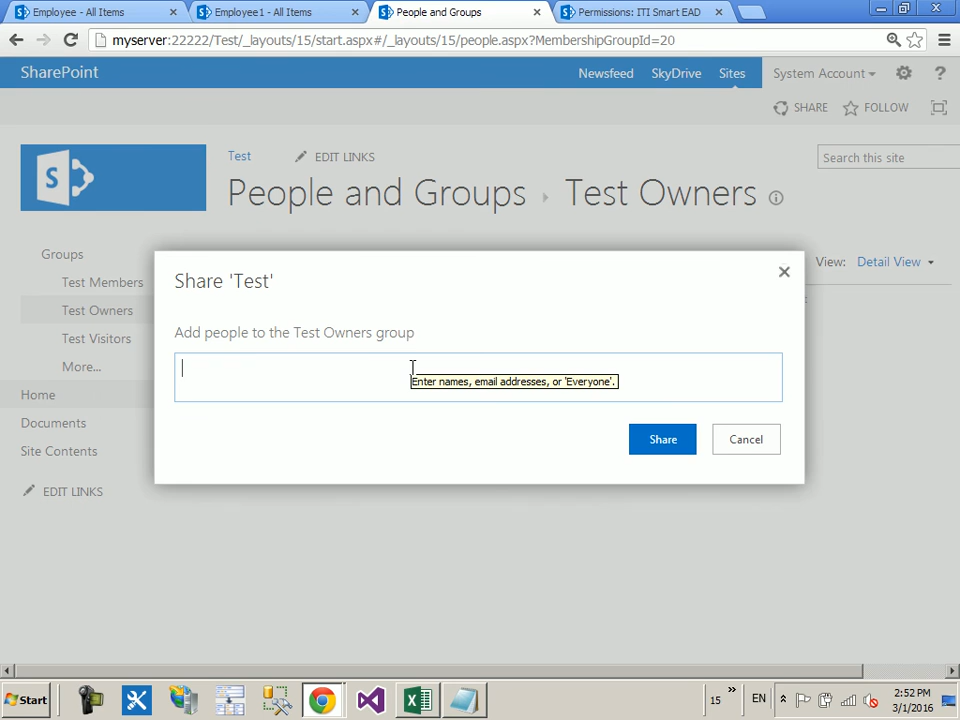 Employee - All Items
Employee1 - All Items
People and Groups
Permissions: ITI Smart EAD
myserver:22222/Test/_layouts/15/start.aspx#/_layouts/15/people.aspx?MembershipGroupId=20
SharePoint
Newsfeed
SkyDrive
Sites
System Account
?
SHARE
FOLLOW
S
Test
EDIT LINKS
Search this site
People and Groups
Test Owners
Groups
Test Members
Test Owners
Test Visitors
More...
Home
Documents
Site Contents
EDIT LINKS
View:
Detail View
Share 'Test'
Add people to the Test Owners group
Enter names, email addresses, or 'Everyone'.
Share
Cancel
Start
15
EN
2:52 PM
3/1/2016